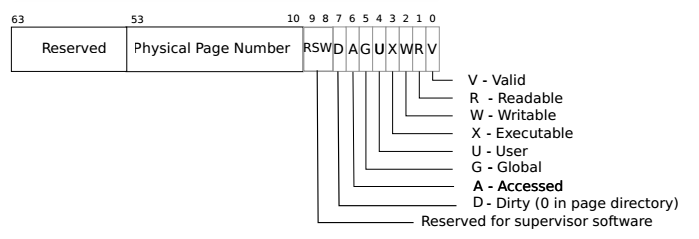 63 53 10 9 8 7 6 5 4 3 2 1 0
Reserved Physical Page Number RSW D A G U X W R V
V - Valid
R - Readable
W - Writable
X - Executable
U - User
G - Global
A - Accessed
D - Dirty (0 in page directory)
Reserved for supervisor software